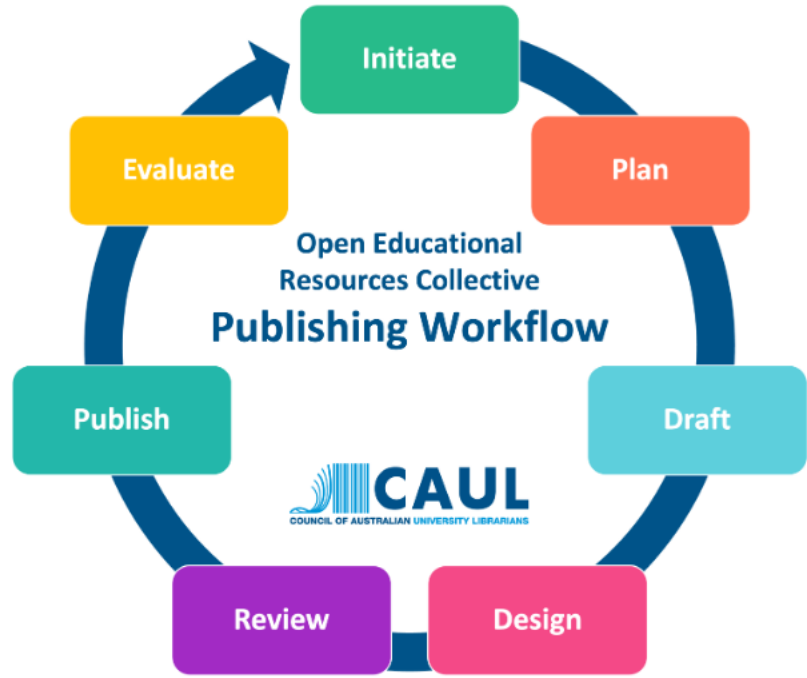 Initiate
Plan
Draft
Design
Review
Publish
Evaluate
Open Educational
Resources Collective
Publishing Workflow
CAUL
COUNCIL OF AUSTRALIAN UNIVERSITY LIBRARIANS